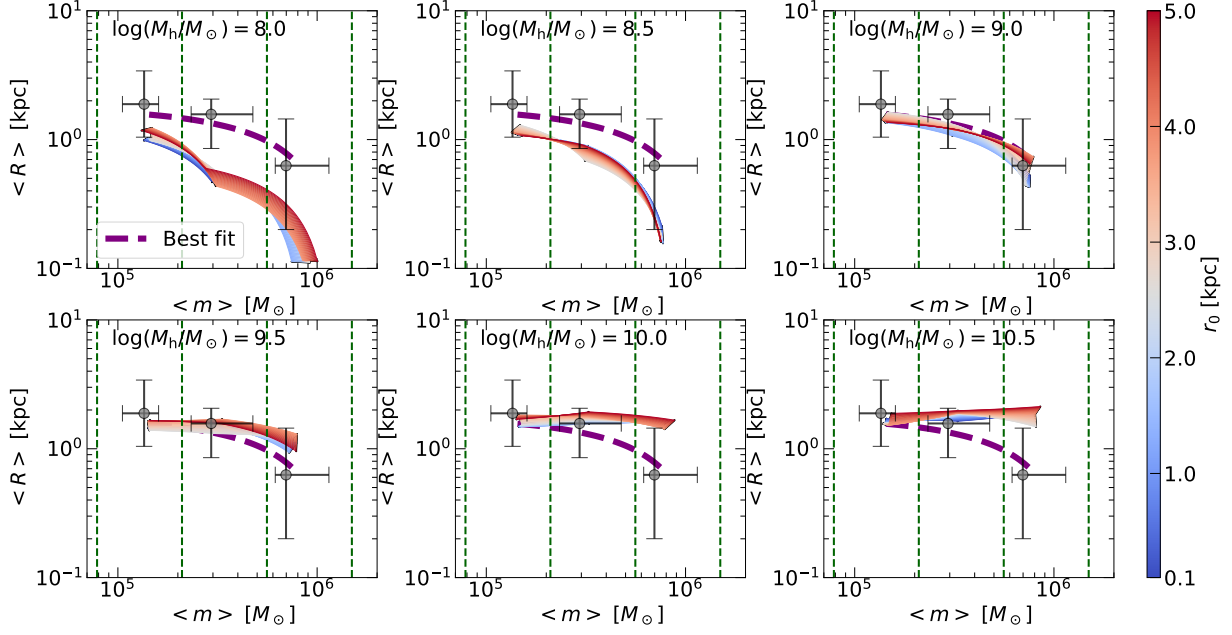 log(M_h/M_⊙) = 8.0
log(M_h/M_⊙) = 8.5
log(M_h/M_⊙) = 9.0
10^1
10^0
10^-1
< R > [kpc]
Best fit
10^5
10^6
< m > [M_⊙]
10^1
10^0
10^-1
< R > [kpc]
10^5
10^6
< m > [M_⊙]
10^1
10^0
10^-1
< R > [kpc]
10^5
10^6
< m > [M_⊙]
log(M_h/M_⊙) = 9.5
log(M_h/M_⊙) = 10.0
log(M_h/M_⊙) = 10.5
10^1
10^0
10^-1
< R > [kpc]
10^5
10^6
< m > [M_⊙]
10^1
10^0
10^-1
< R > [kpc]
10^5
10^6
< m > [M_⊙]
10^1
10^0
10^-1
< R > [kpc]
10^5
10^6
< m > [M_⊙]
5.0
4.0
3.0
2.0
1.0
0.1
r_0 [kpc]